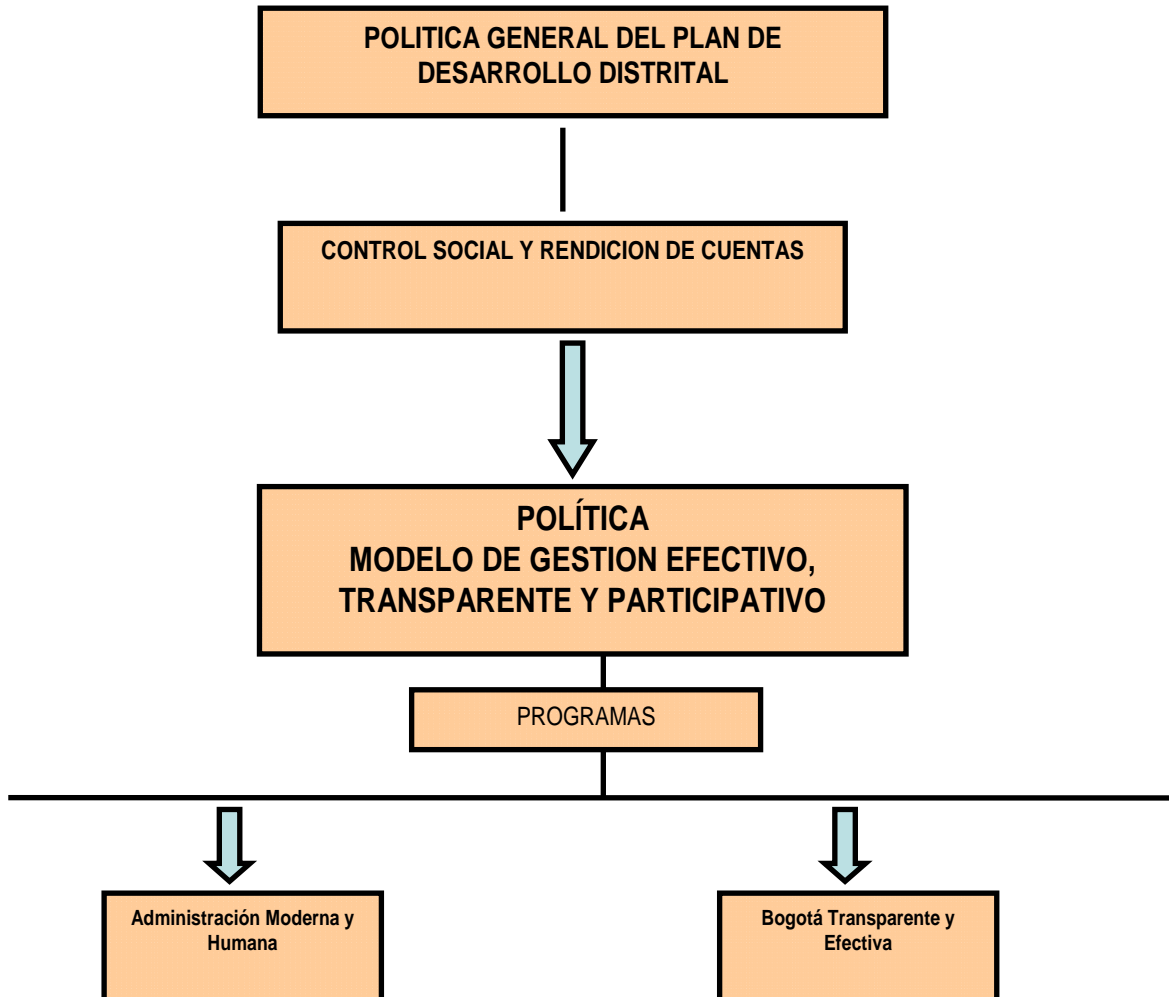 POLITICA GENERAL DEL PLAN DE
DESARROLLO DISTRITAL
CONTROL SOCIAL Y RENDICION DE CUENTAS
POLÍTICA
MODELO DE GESTION EFECTIVO,
TRANSPARENTE Y PARTICIPATIVO
PROGRAMAS
Administración Moderna y
Humana
Bogotá Transparente y
Efectiva